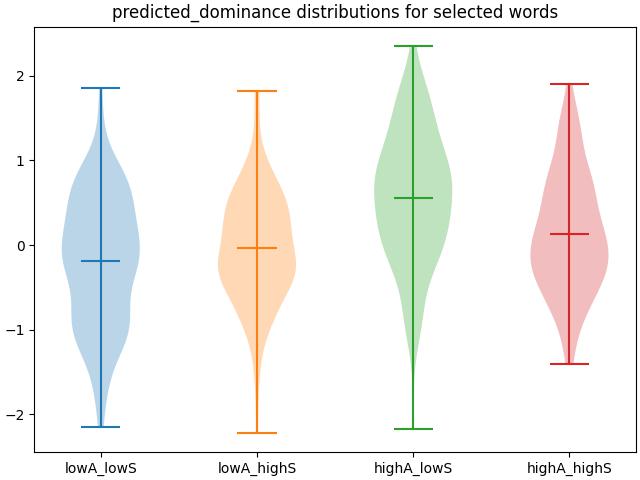 predicted_dominance distributions for selected words
2
1
0
−1
−2
lowA_lowS
lowA_highS
highA_lowS
highA_highS